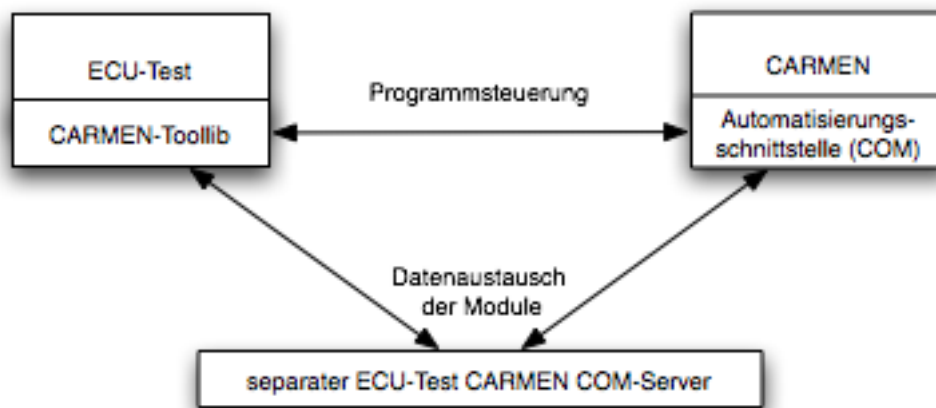 ECU-Test
CARMEN-Toollib
Programmsteuerung
CARMEN
Automatisierungs-
schnittstelle (COM)
Datenaustausch
der Module
separater ECU-Test CARMEN COM-Server